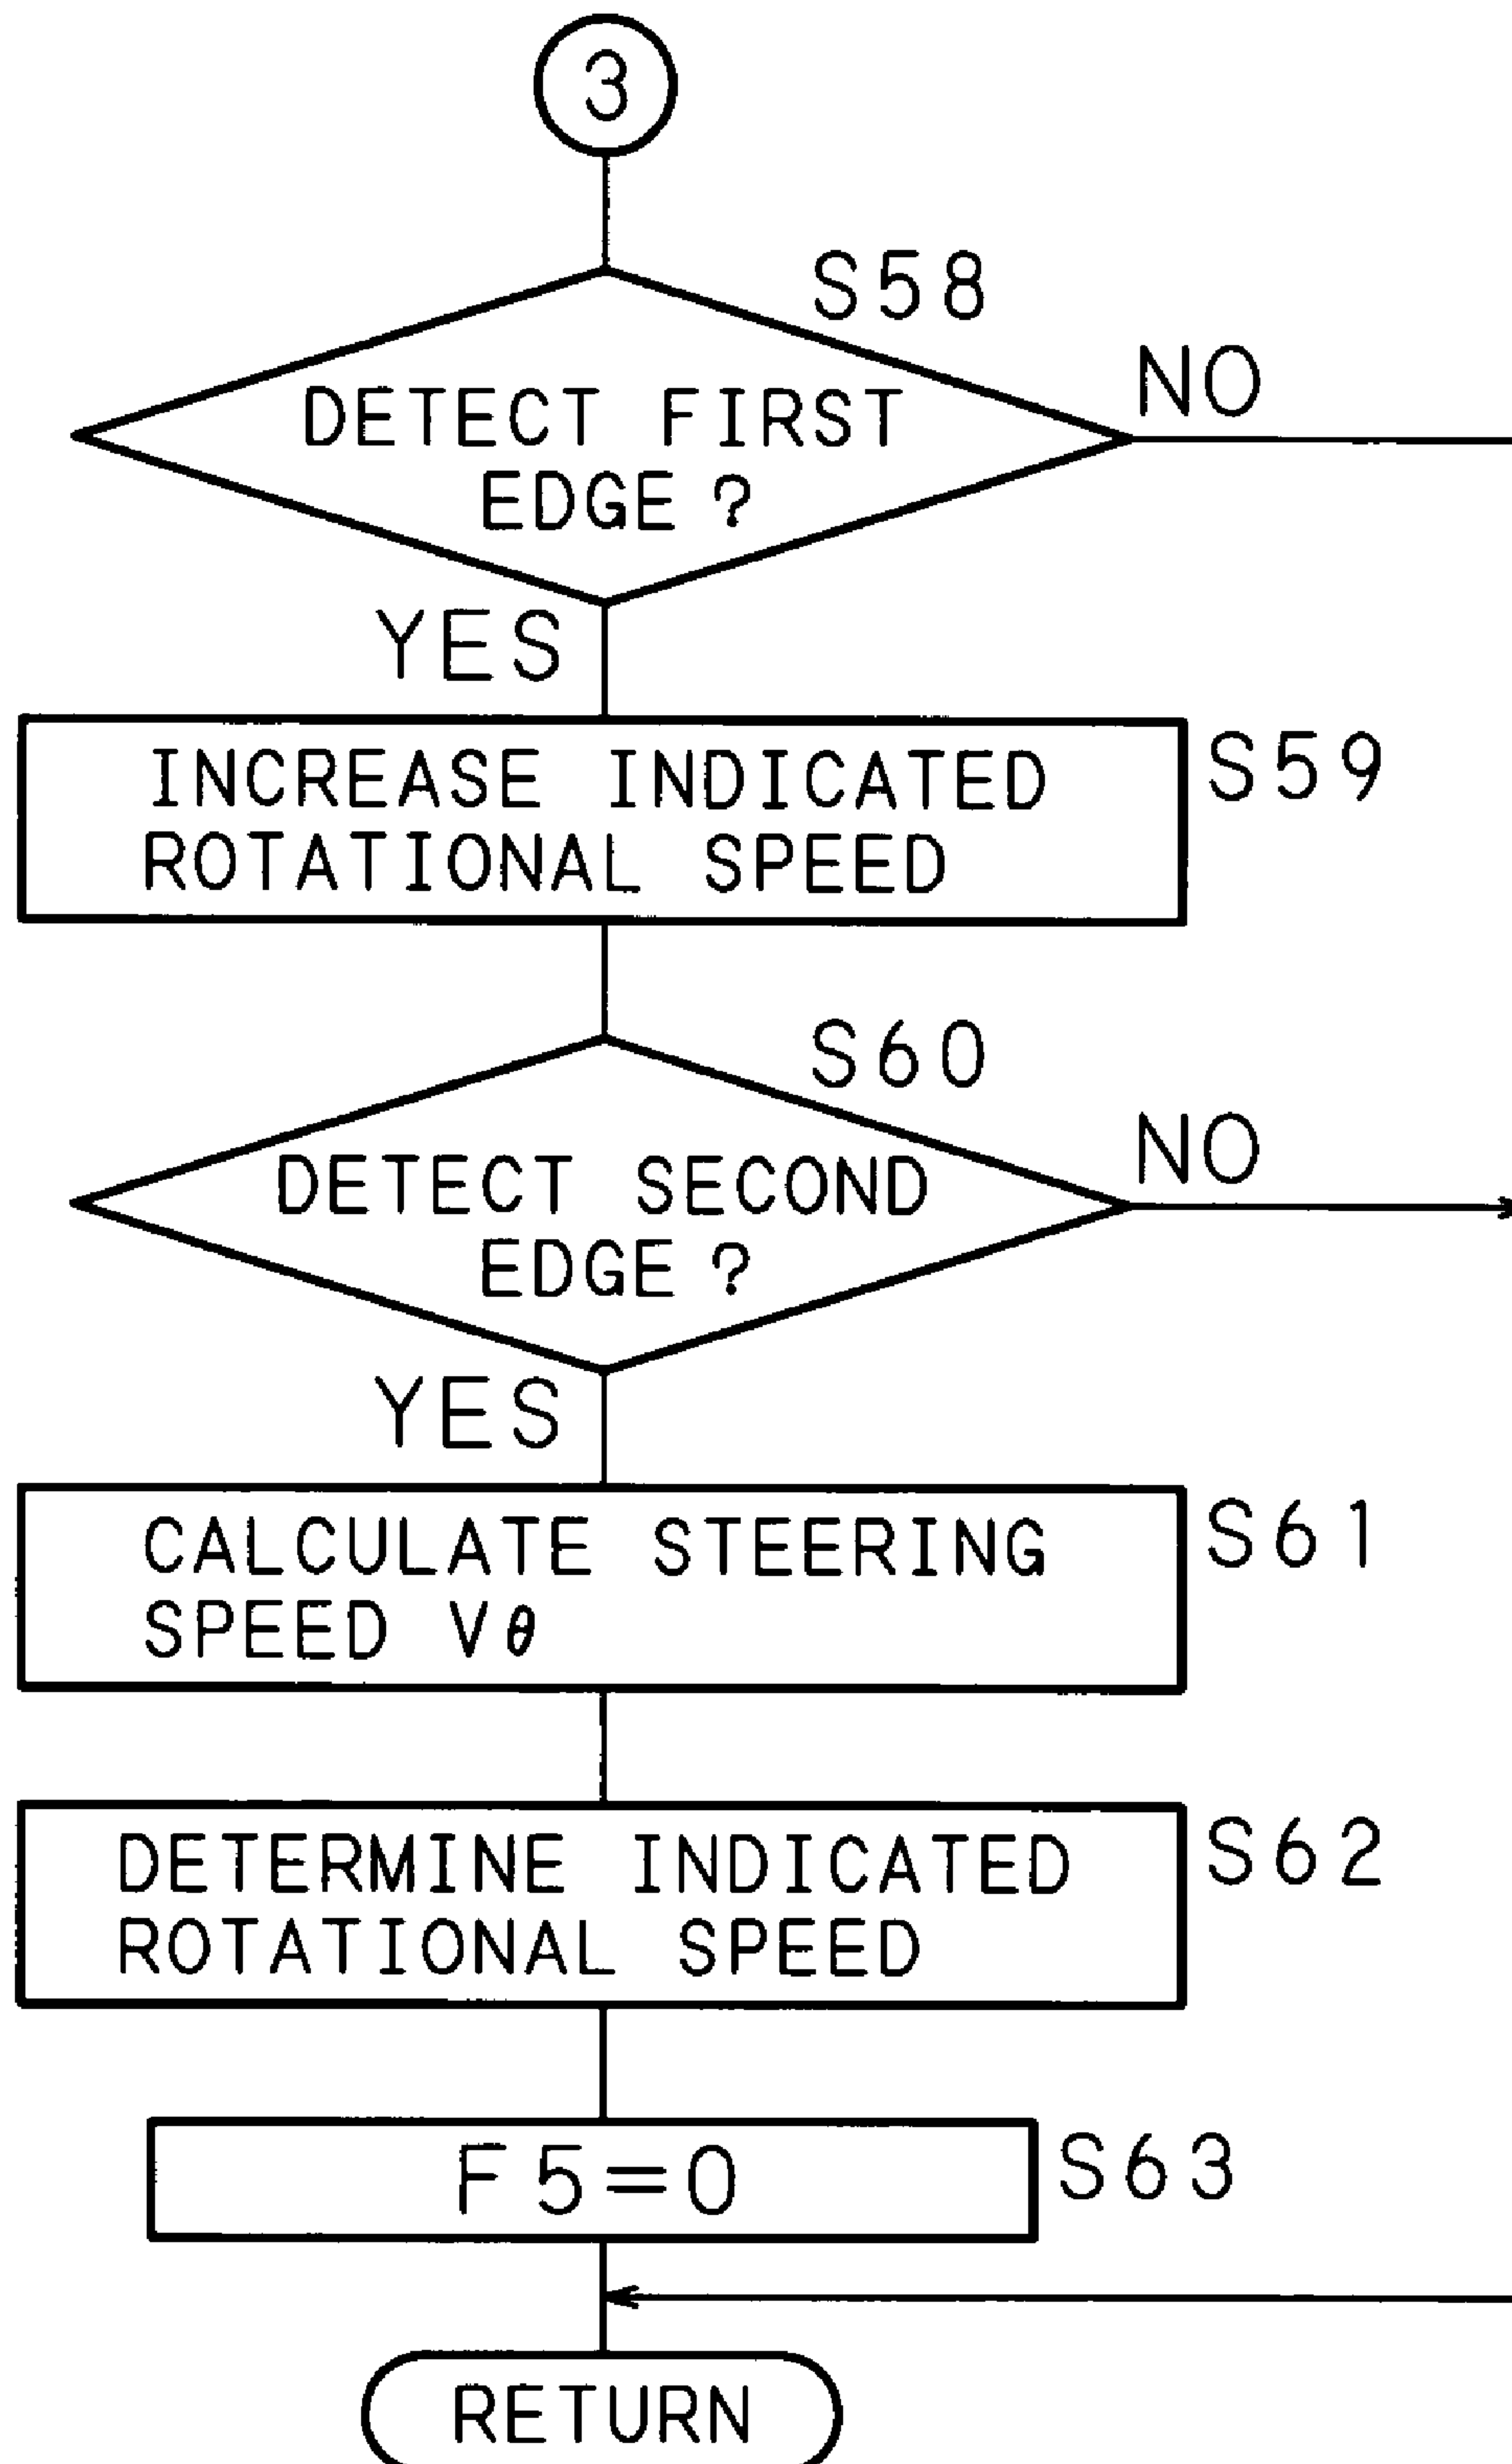 3
S58
NO
DETECT FIRST
EDGE ?
YES
INCREASE INDICATED
ROTATIONAL SPEED
S59
S60
NO
DETECT SECOND
EDGE ?
YES
CALCULATE STEERING
SPEED Vθ
S61
DETERMINE INDICATED
ROTATIONAL SPEED
S62
F5=0
S63
RETURN